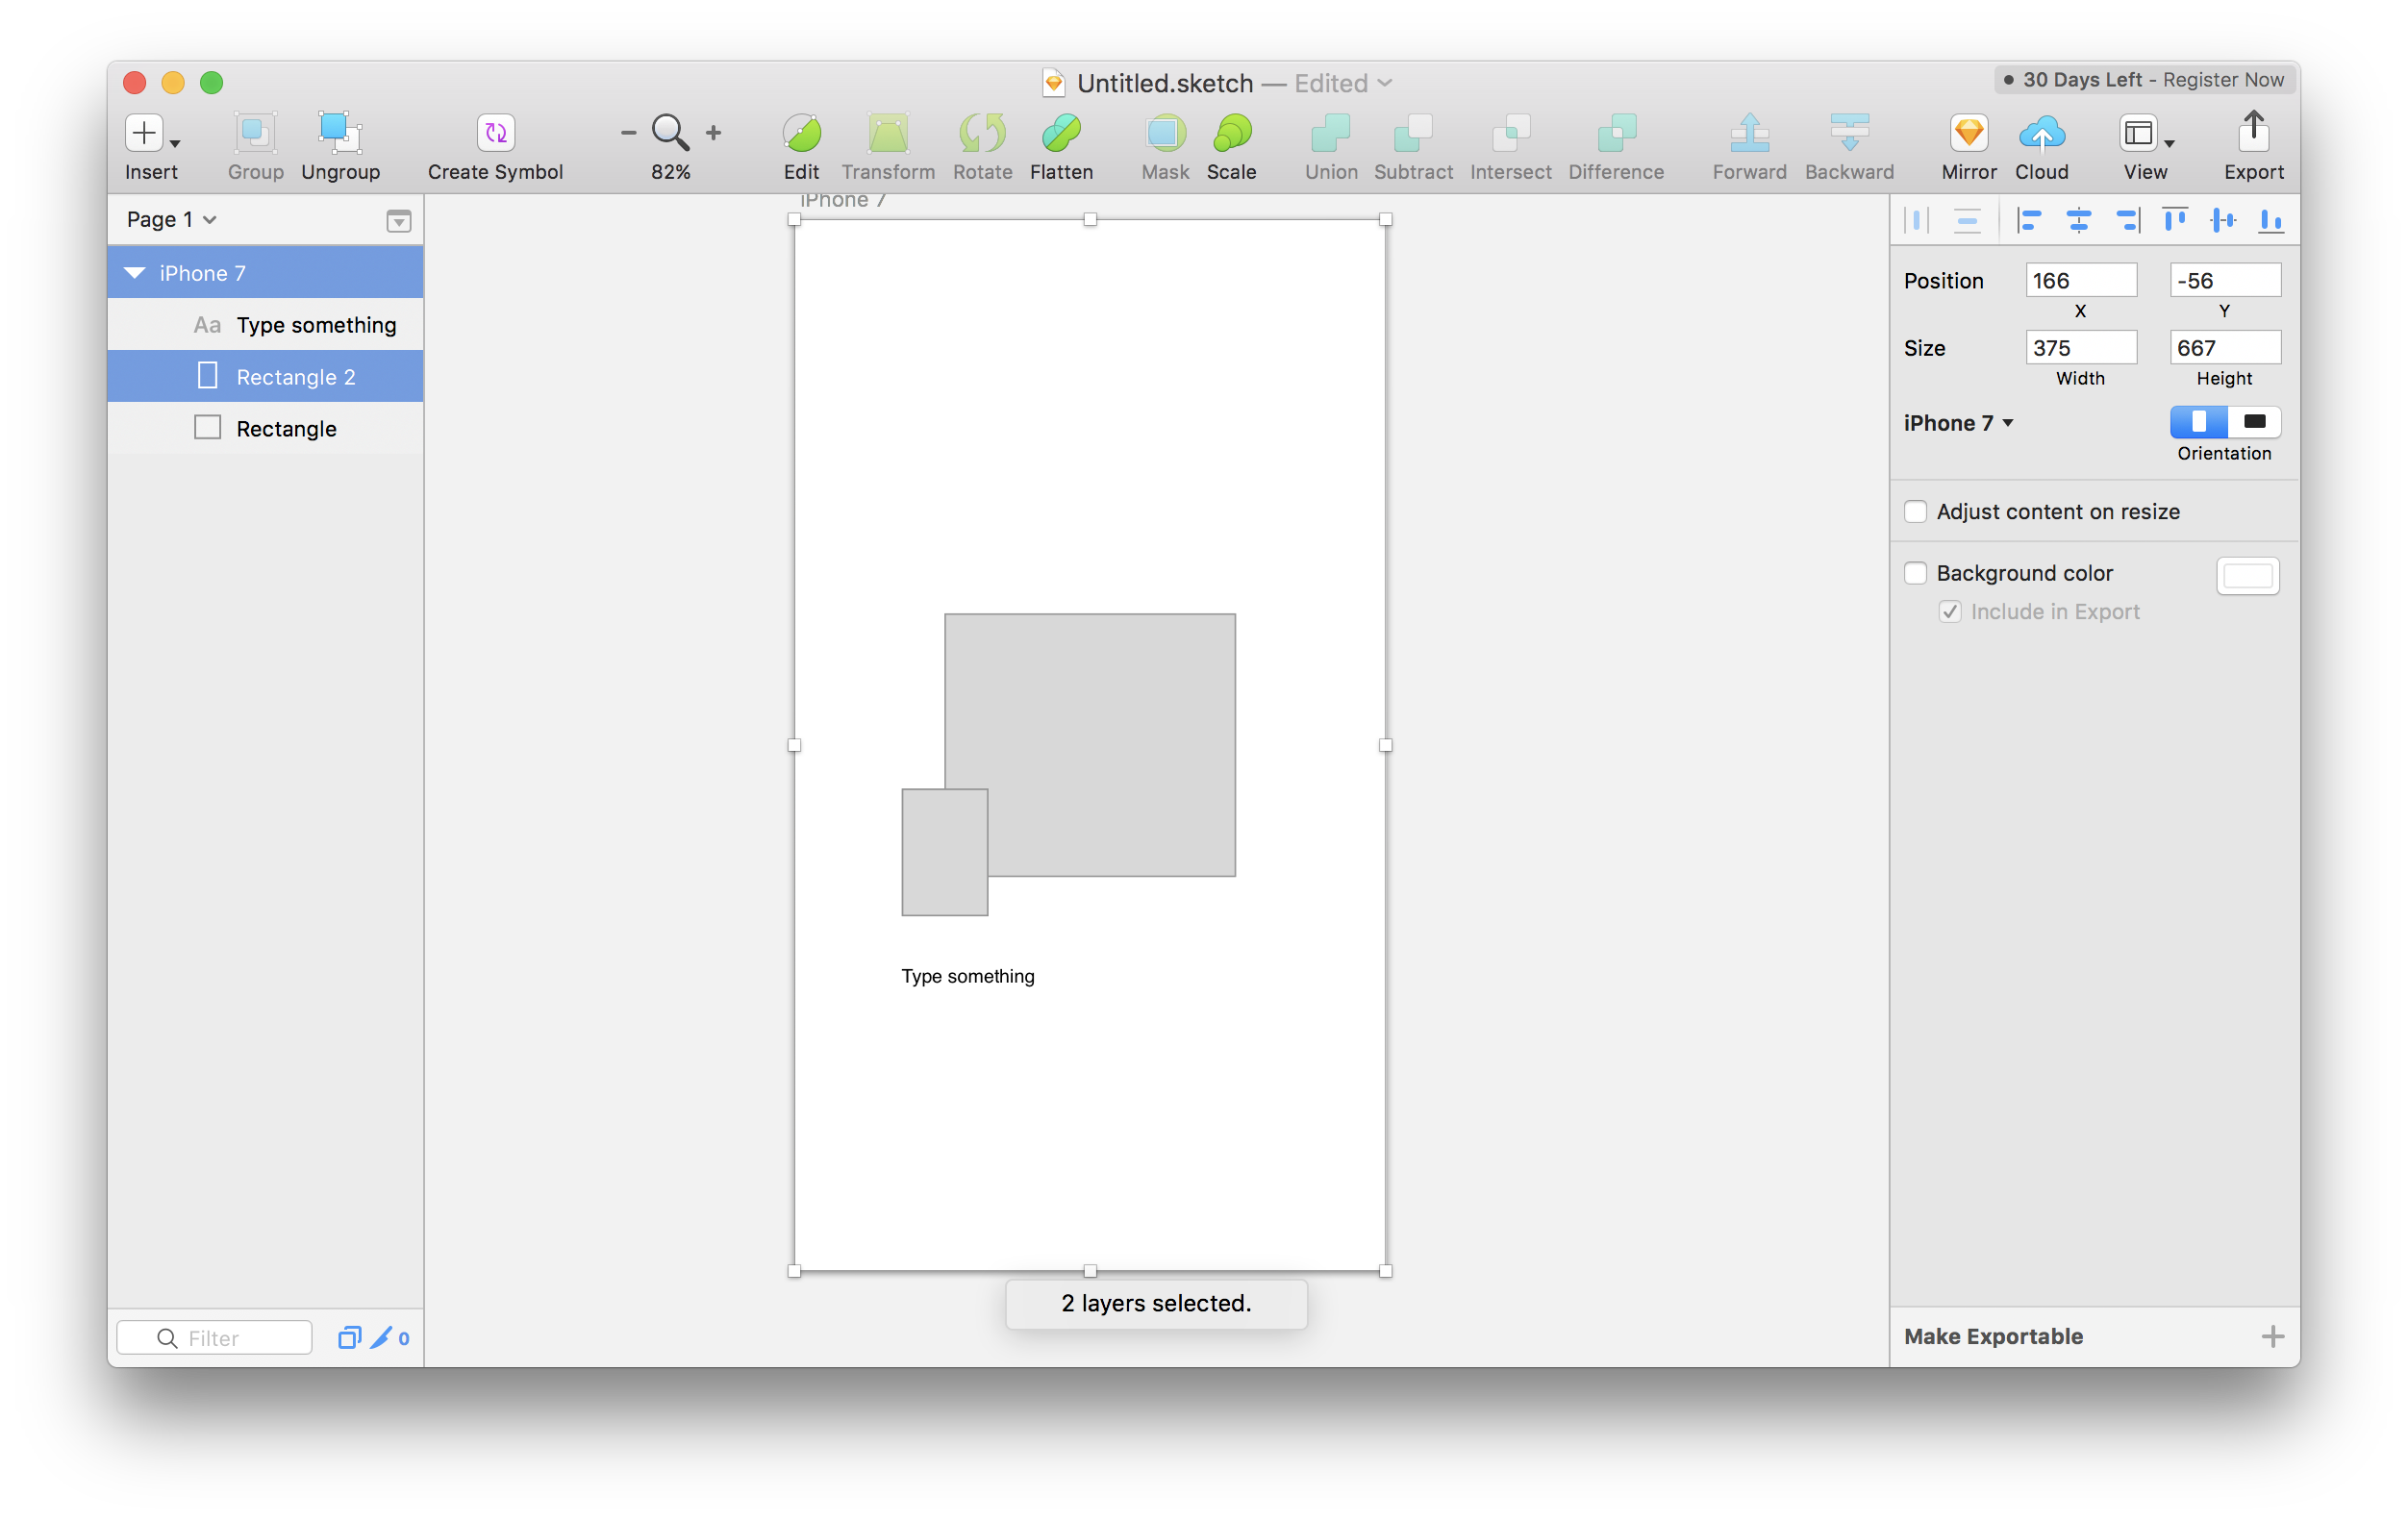 Untitled.sketch — Edited
30 Days Left - Register Now
Insert
Group
Ungroup
Create Symbol
82%
Edit
Transform
Rotate
Flatten
Mask
Scale
Union
Subtract
Intersect
Difference
Forward
Backward
Mirror
Cloud
View
Export
Page 1
iPhone 7
Aa Type something
Rectangle 2
Rectangle
Filter
0
iPhone 7
Type something
2 layers selected.
Position 166 -56
X Y
Size 375 667
Width Height
iPhone 7
Orientation
Adjust content on resize
Background color
Include in Export
Make Exportable